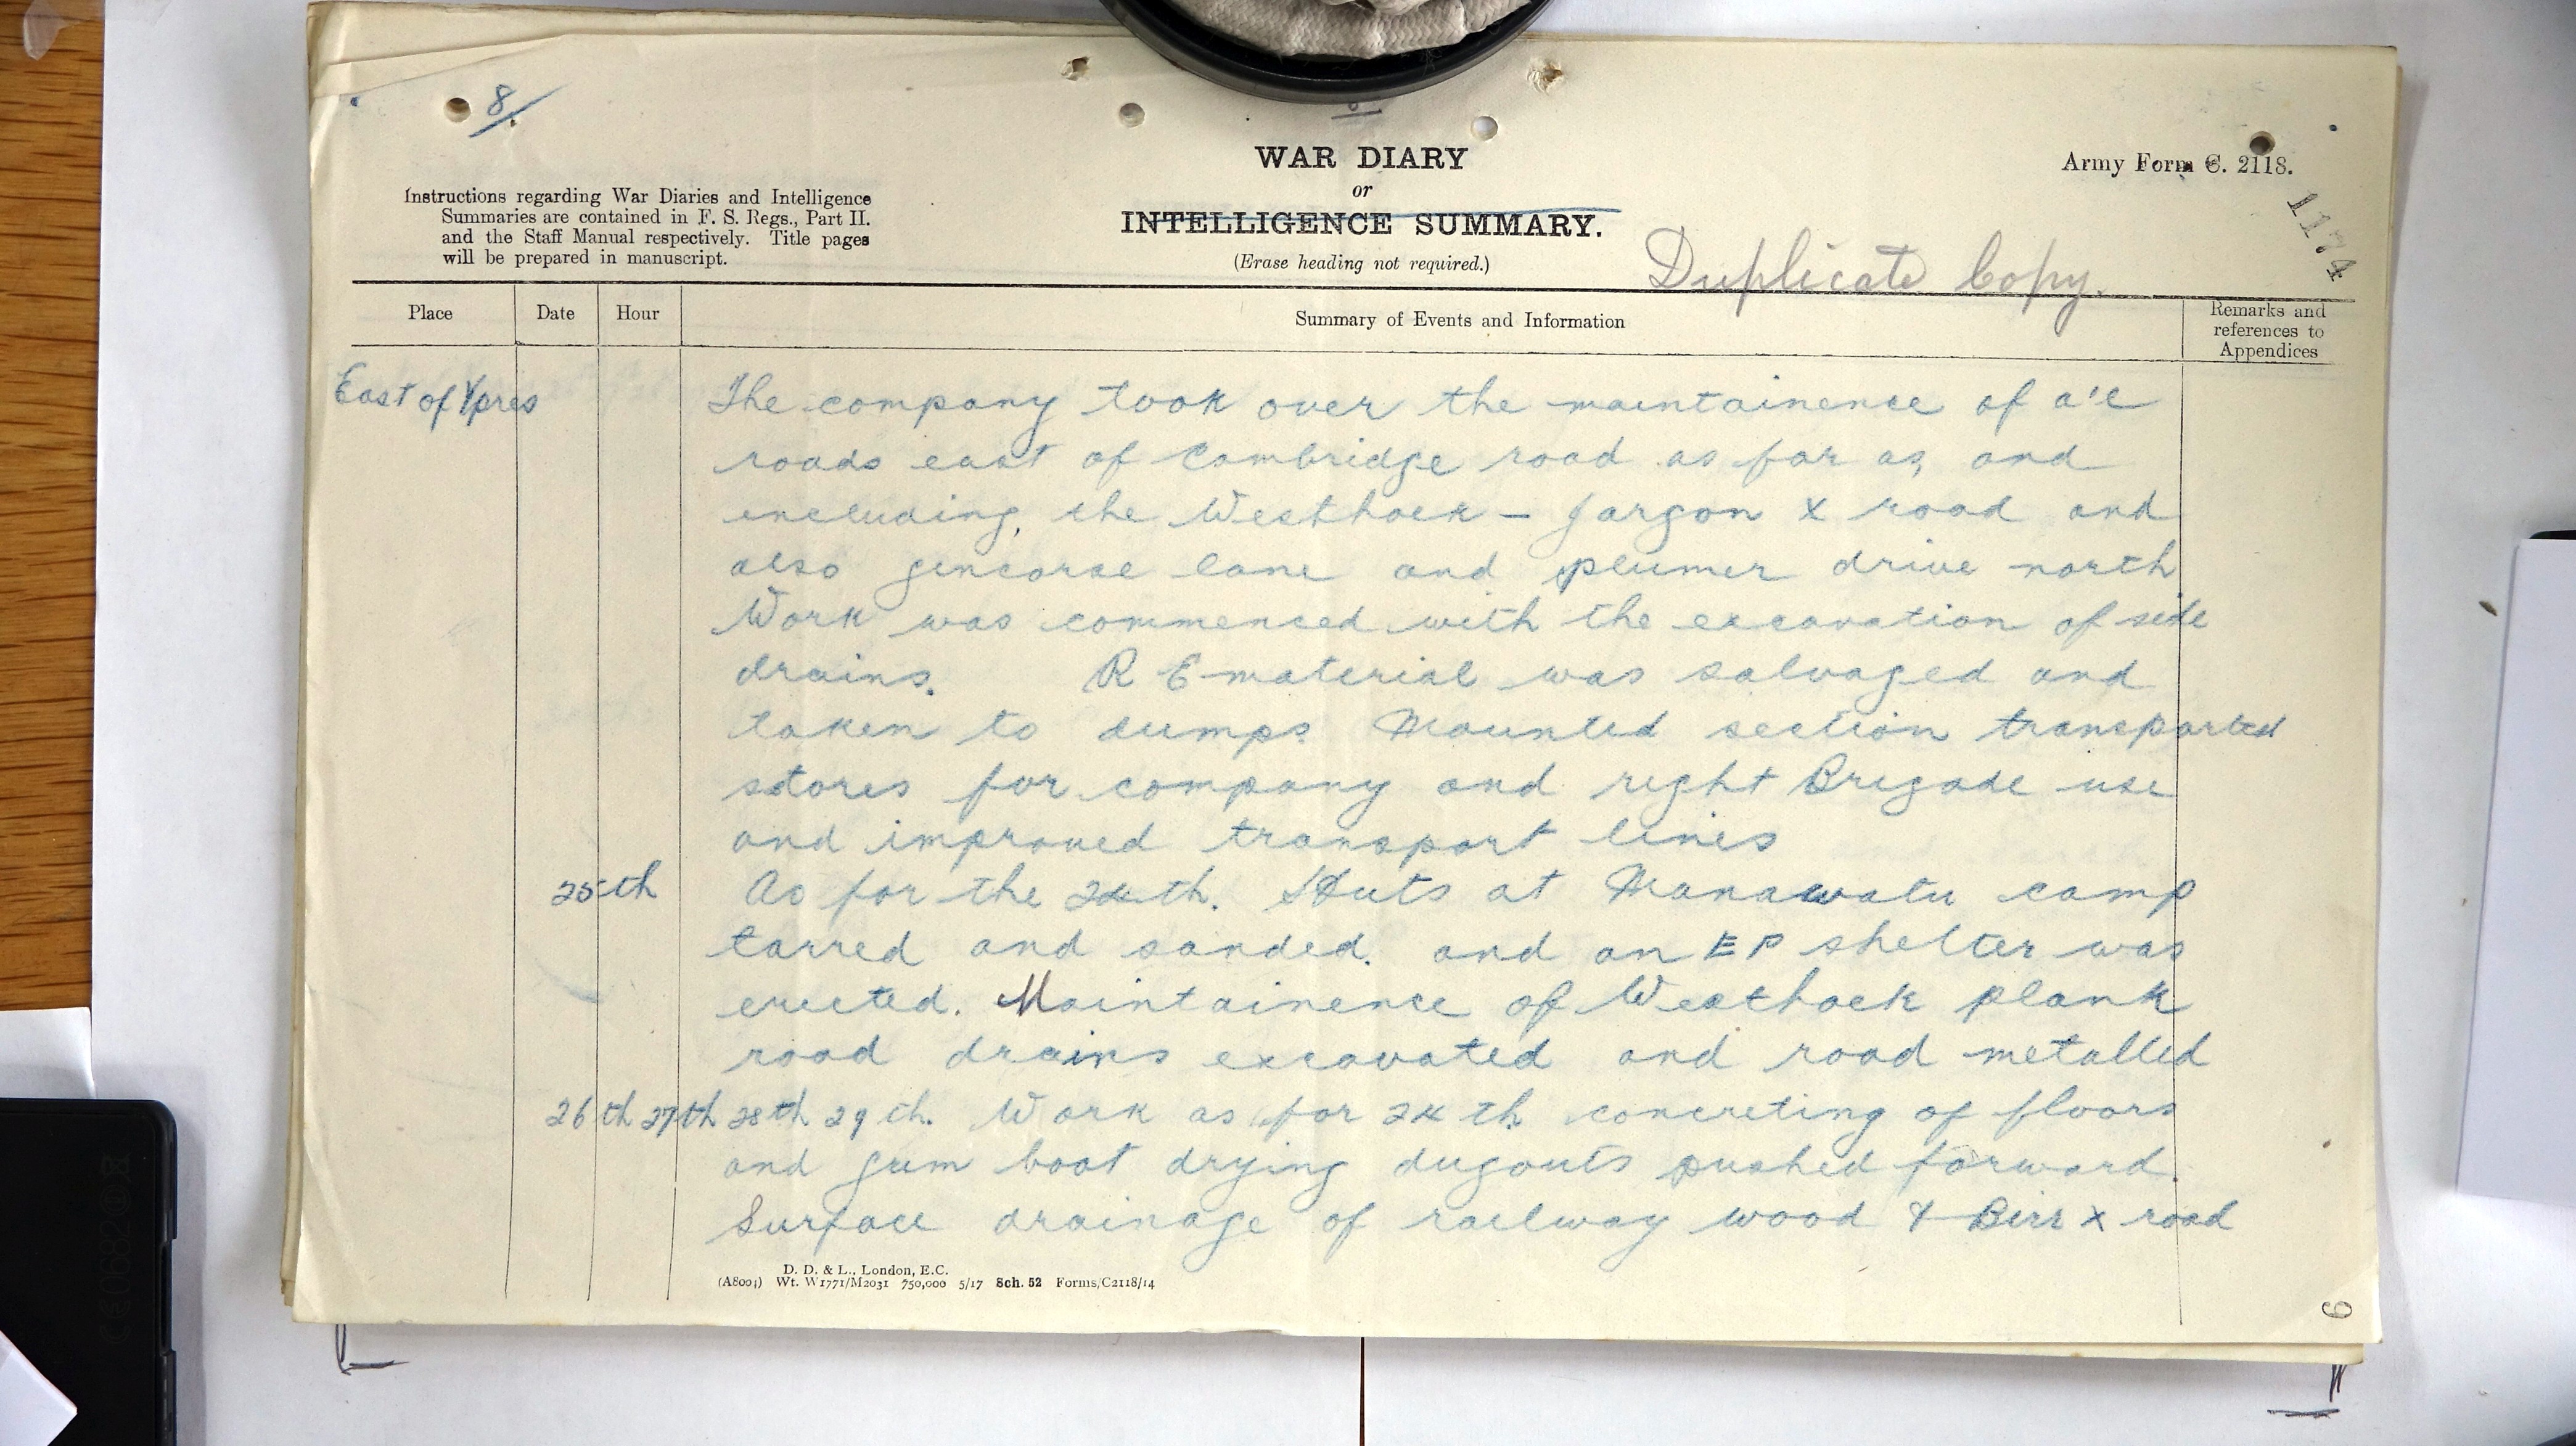 8/.
WAR DIARY
or
INTELLIGENCE SUMMARY.
(Erase heading not required.)
Instructions regarding War Diaries and Intelligence
Summaries are contained in F. S. Regs., Part II.
and the Staff Manual respectively. Title pages
will be prepared in manuscript.
Army Form C. 2118.
1174
Duplicate Copy.
Place
Date
Hour
Summary of Events and Information
Remarks and
references to
Appendices
East of Ypres
The company took over the maintainence of all
roads east of Cambridge road as far as, and
including, the Westhoek – Jargon X road and
also gencorse lane and plumer drive north
Work was commenced with the excavation of side
drains. R E material was salvaged and
taken to dumps. Mounted section transported
stores for company and right Brigade use
and improved transport lines
25th As for the 24th. Huts at Manawatu camp
tarred and sanded. and an EP shelter was
erected. Maintainence of Westhoek plank
road drains excavated and road metalled
26th 27th 28th 29th. Work as for 24th concreting of floors
and gum boot drying dugouts pushed forward.
Surface drainage of railway wood & Birr X road
D. D. & L., London, E.C.
(A8001) Wt. W1771/M2031 750,000 5/17 Sch. 52 Forms/C2118/14
6